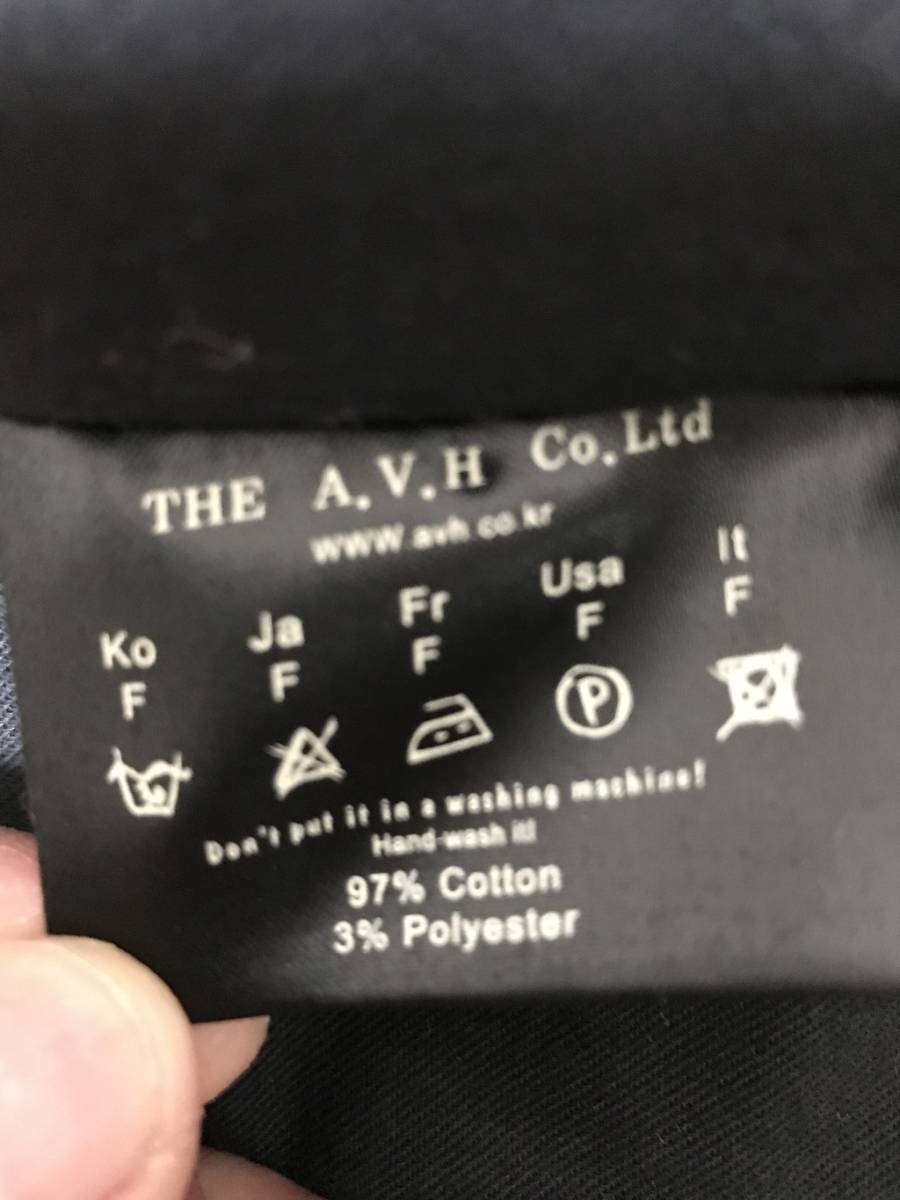 THE A.V.H Co.Ltd
www.avh.co.kr
Ko Ja Fr Usa It
F F F F F
30 P
Don't put it in a washing machine!
Hand-wash it!
97% Cotton
3% Polyester